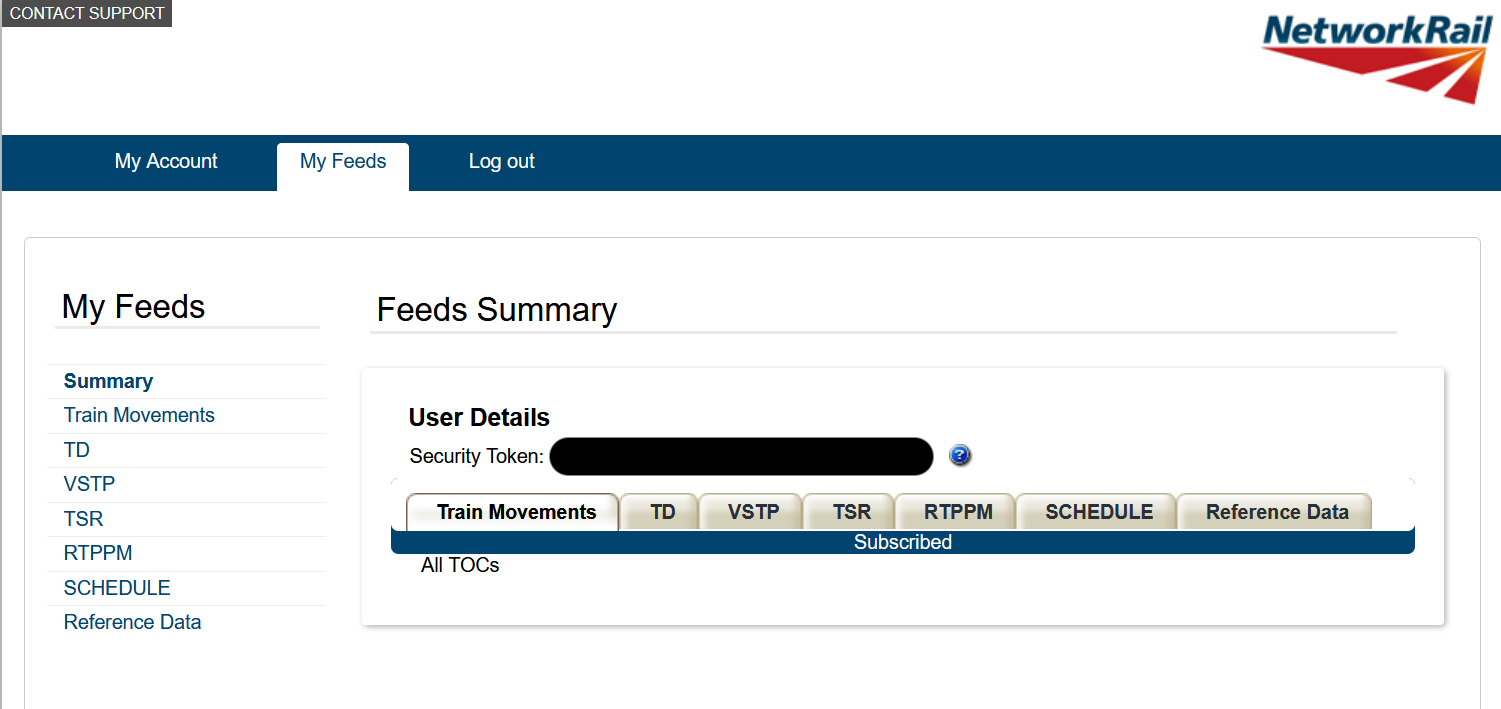 CONTACT SUPPORT
NetworkRail
My Account My Feeds Log out
My Feeds
Summary
Train Movements
TD
VSTP
TSR
RTPPM
SCHEDULE
Reference Data
Feeds Summary
User Details
Security Token: ?
Train Movements TD VSTP TSR RTPPM SCHEDULE Reference Data
Subscribed
All TOCs